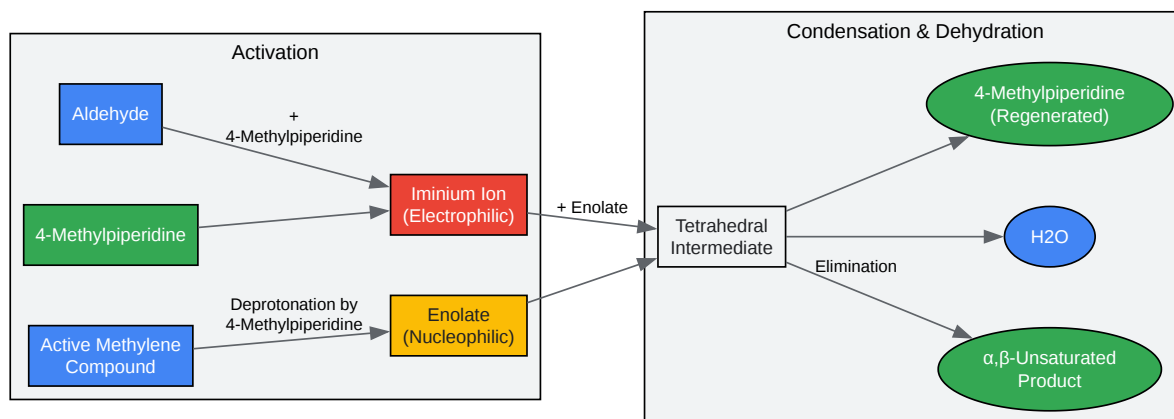 Activation
Aldehyde
+
4-Methylpiperidine
4-Methylpiperidine
Iminium Ion
(Electrophilic)
Active Methylene
Compound
Deprotonation by
4-Methylpiperidine
Enolate
(Nucleophilic)
+ Enolate
Condensation & Dehydration
Tetrahedral
Intermediate
4-Methylpiperidine
(Regenerated)
H2O
Elimination
α,β-Unsaturated
Product